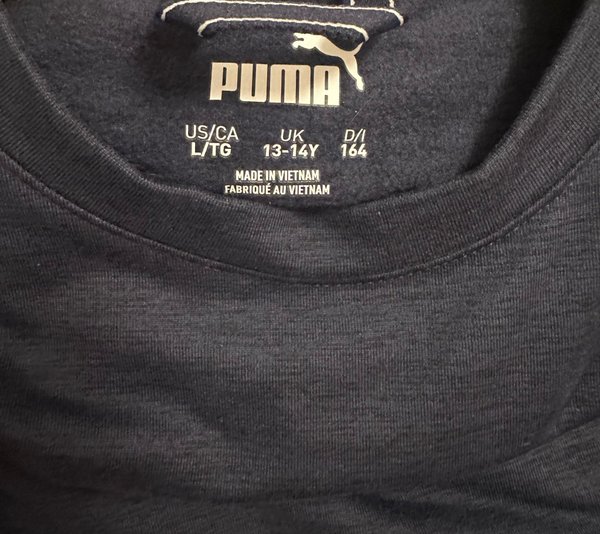 PUMA
US/CA UK D/I
L/TG 13-14Y 164
MADE IN VIETNAM
FABRIQUÉ AU VIETNAM